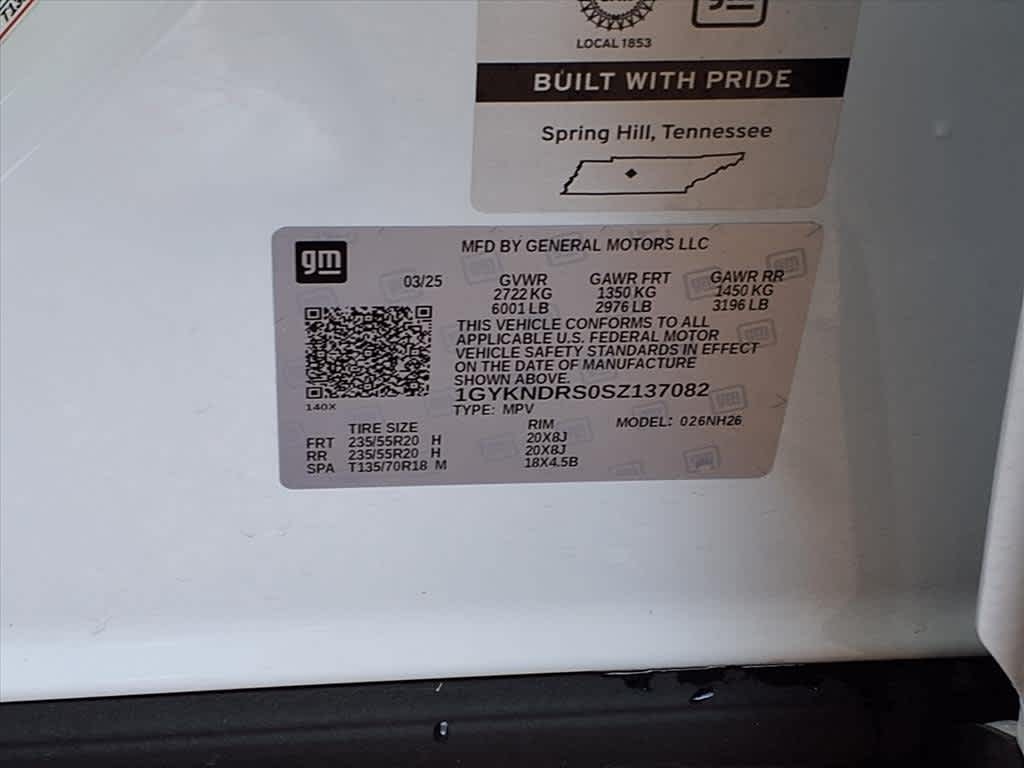 T13
gm
LOCAL 1853
BUILT WITH PRIDE
Spring Hill, Tennessee
gm
MFD BY GENERAL MOTORS LLC
03/25 GVWR GAWR FRT GAWR RR
2722 KG 1350 KG 1450 KG
6001 LB 2976 LB 3196 LB
THIS VEHICLE CONFORMS TO ALL
APPLICABLE U.S. FEDERAL MOTOR
VEHICLE SAFETY STANDARDS IN EFFECT
ON THE DATE OF MANUFACTURE
SHOWN ABOVE.
1GYKNDRS0SZ137082
140X
TYPE: MPV
TIRE SIZE RIM MODEL: 026NH26
FRT 235/55R20 H 20X8J
RR 235/55R20 H 20X8J
SPA T135/70R18 M 18X4.5B